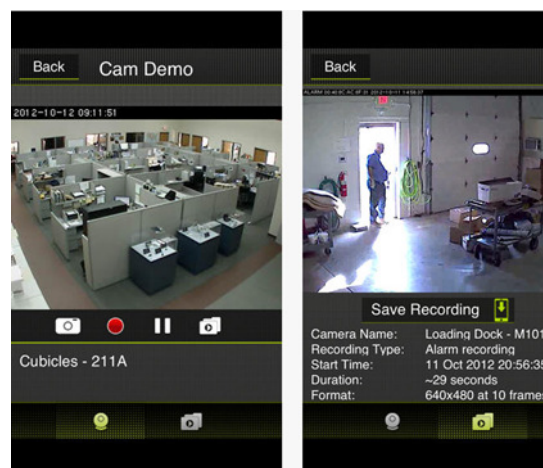 Back
Cam Demo
2012-10-12 09:11:51
Cubicles - 211A
Back
Save Recording
Camera Name: Loading Dock - M101
Recording Type: Alarm recording
Start Time: 11 Oct 2012 20:56:35
Duration: ~29 seconds
Format: 640x480 at 10 frames